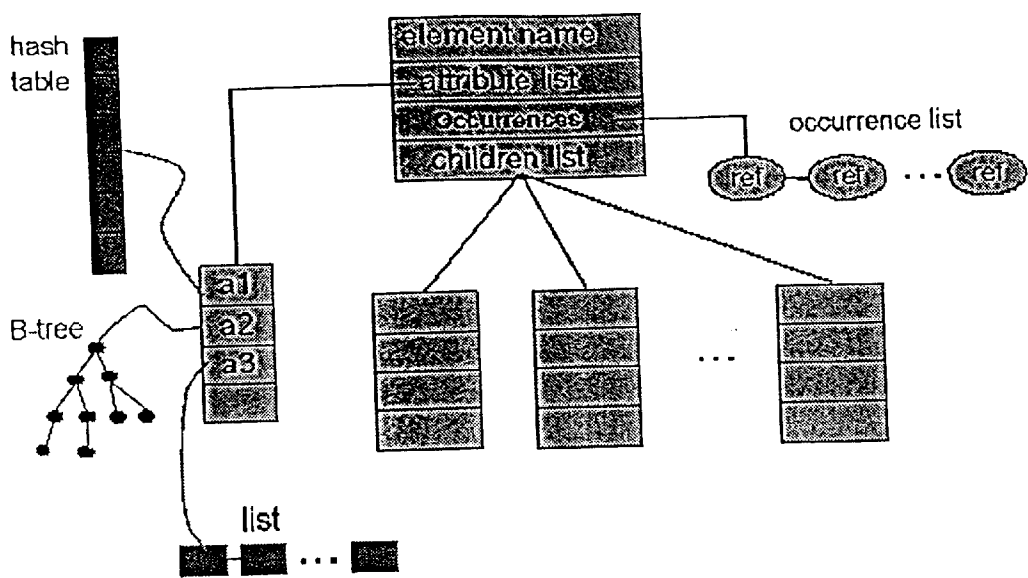 hash
table
element name
attribute list
Occurrences
children list
occurrence list
ref ref ... ref
a1
a2
a3
B-tree
...
list
...